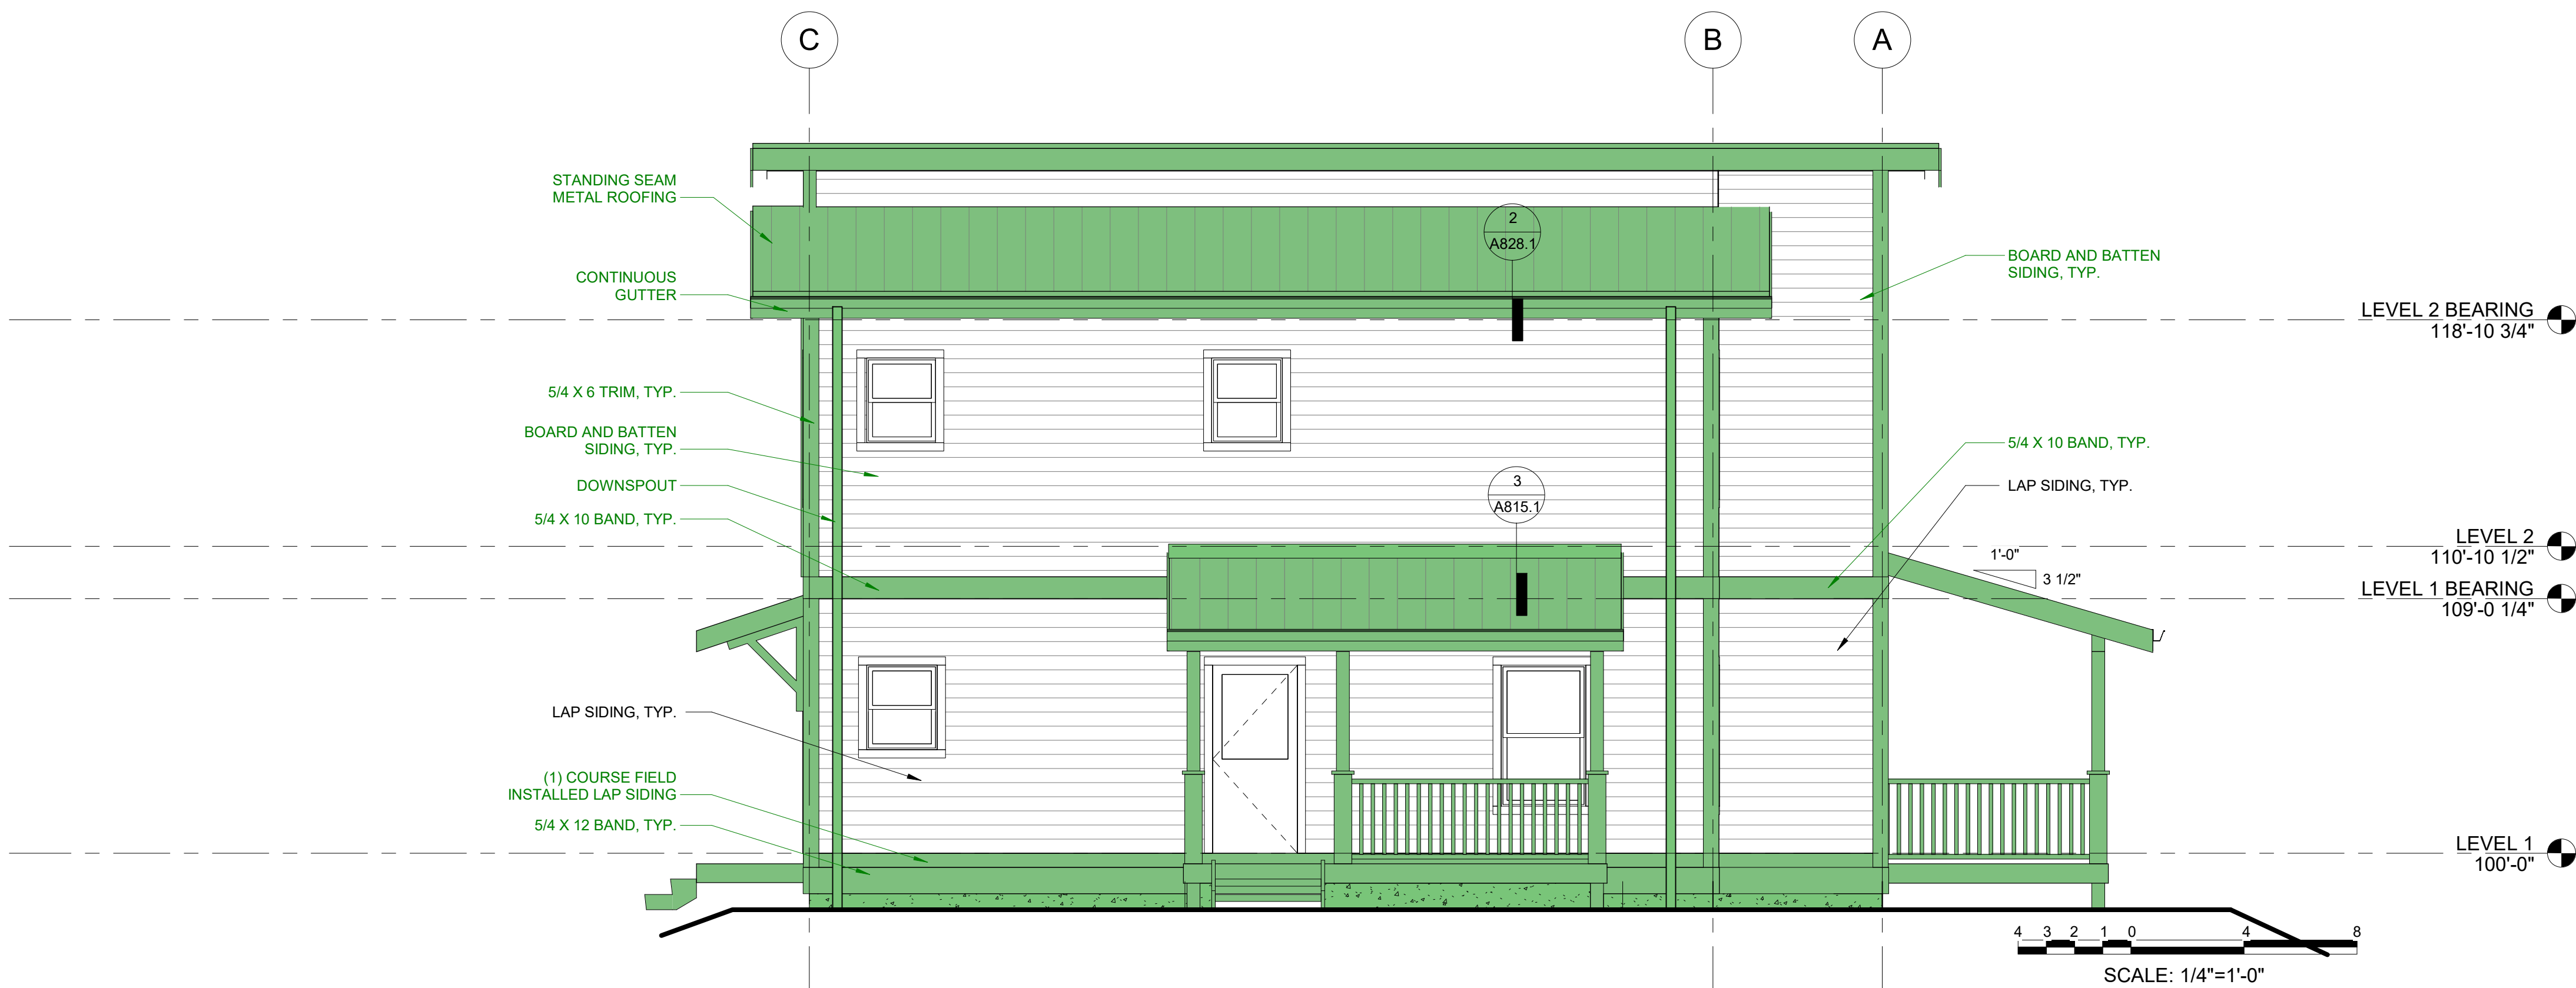 C
B
A
STANDING SEAM
METAL ROOFING
2
A828.1
CONTINUOUS
GUTTER
BOARD AND BATTEN
SIDING, TYP.
LEVEL 2 BEARING
118'-10 3/4"
5/4 X 6 TRIM, TYP.
BOARD AND BATTEN
SIDING, TYP.
5/4 X 10 BAND, TYP.
DOWNSPOUT
3
A815.1
LAP SIDING, TYP.
5/4 X 10 BAND, TYP.
LEVEL 2
110'-10 1/2"
1'-0"
3 1/2"
LEVEL 1 BEARING
109'-0 1/4"
LAP SIDING, TYP.
(1) COURSE FIELD
INSTALLED LAP SIDING
5/4 X 12 BAND, TYP.
LEVEL 1
100'-0"
4 3 2 1 0 4 8
SCALE: 1/4"=1'-0"